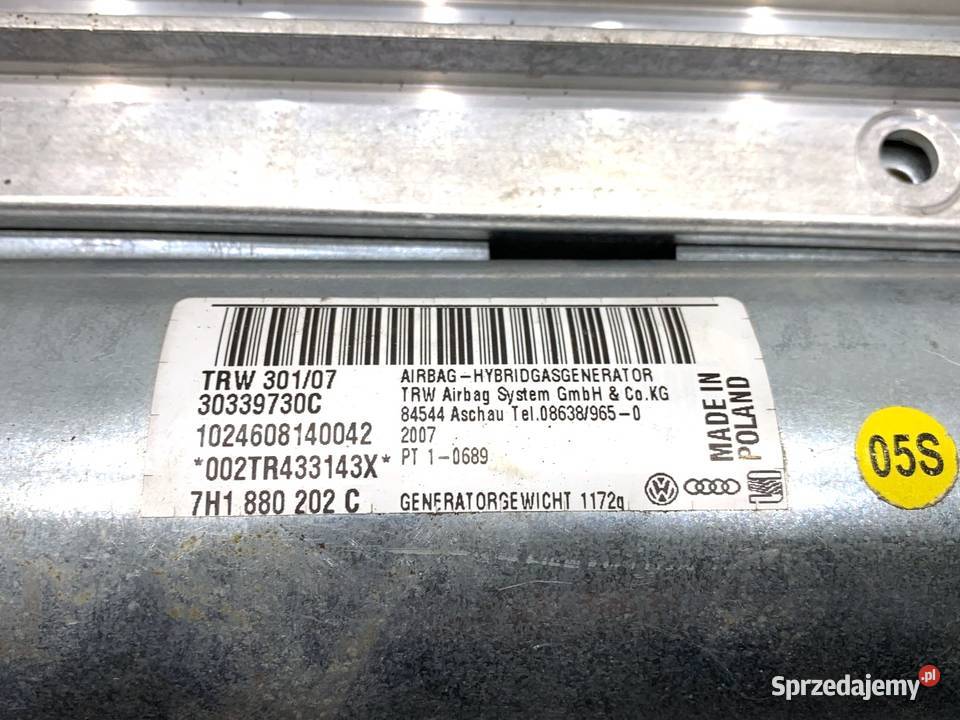 TRW 301/07
30339730C
1024608140042
*002TR433143X*
7H1 880 202 C
AIRBAG-HYBRIDGASGENERATOR
TRW Airbag System GmbH & Co.KG
84544 Aschau Tel.08638/965-0
2007
PT 1-0689
GENERATORGEWICHT 1172g
MADE IN
POLAND
05S
Sprzedajemy.pl